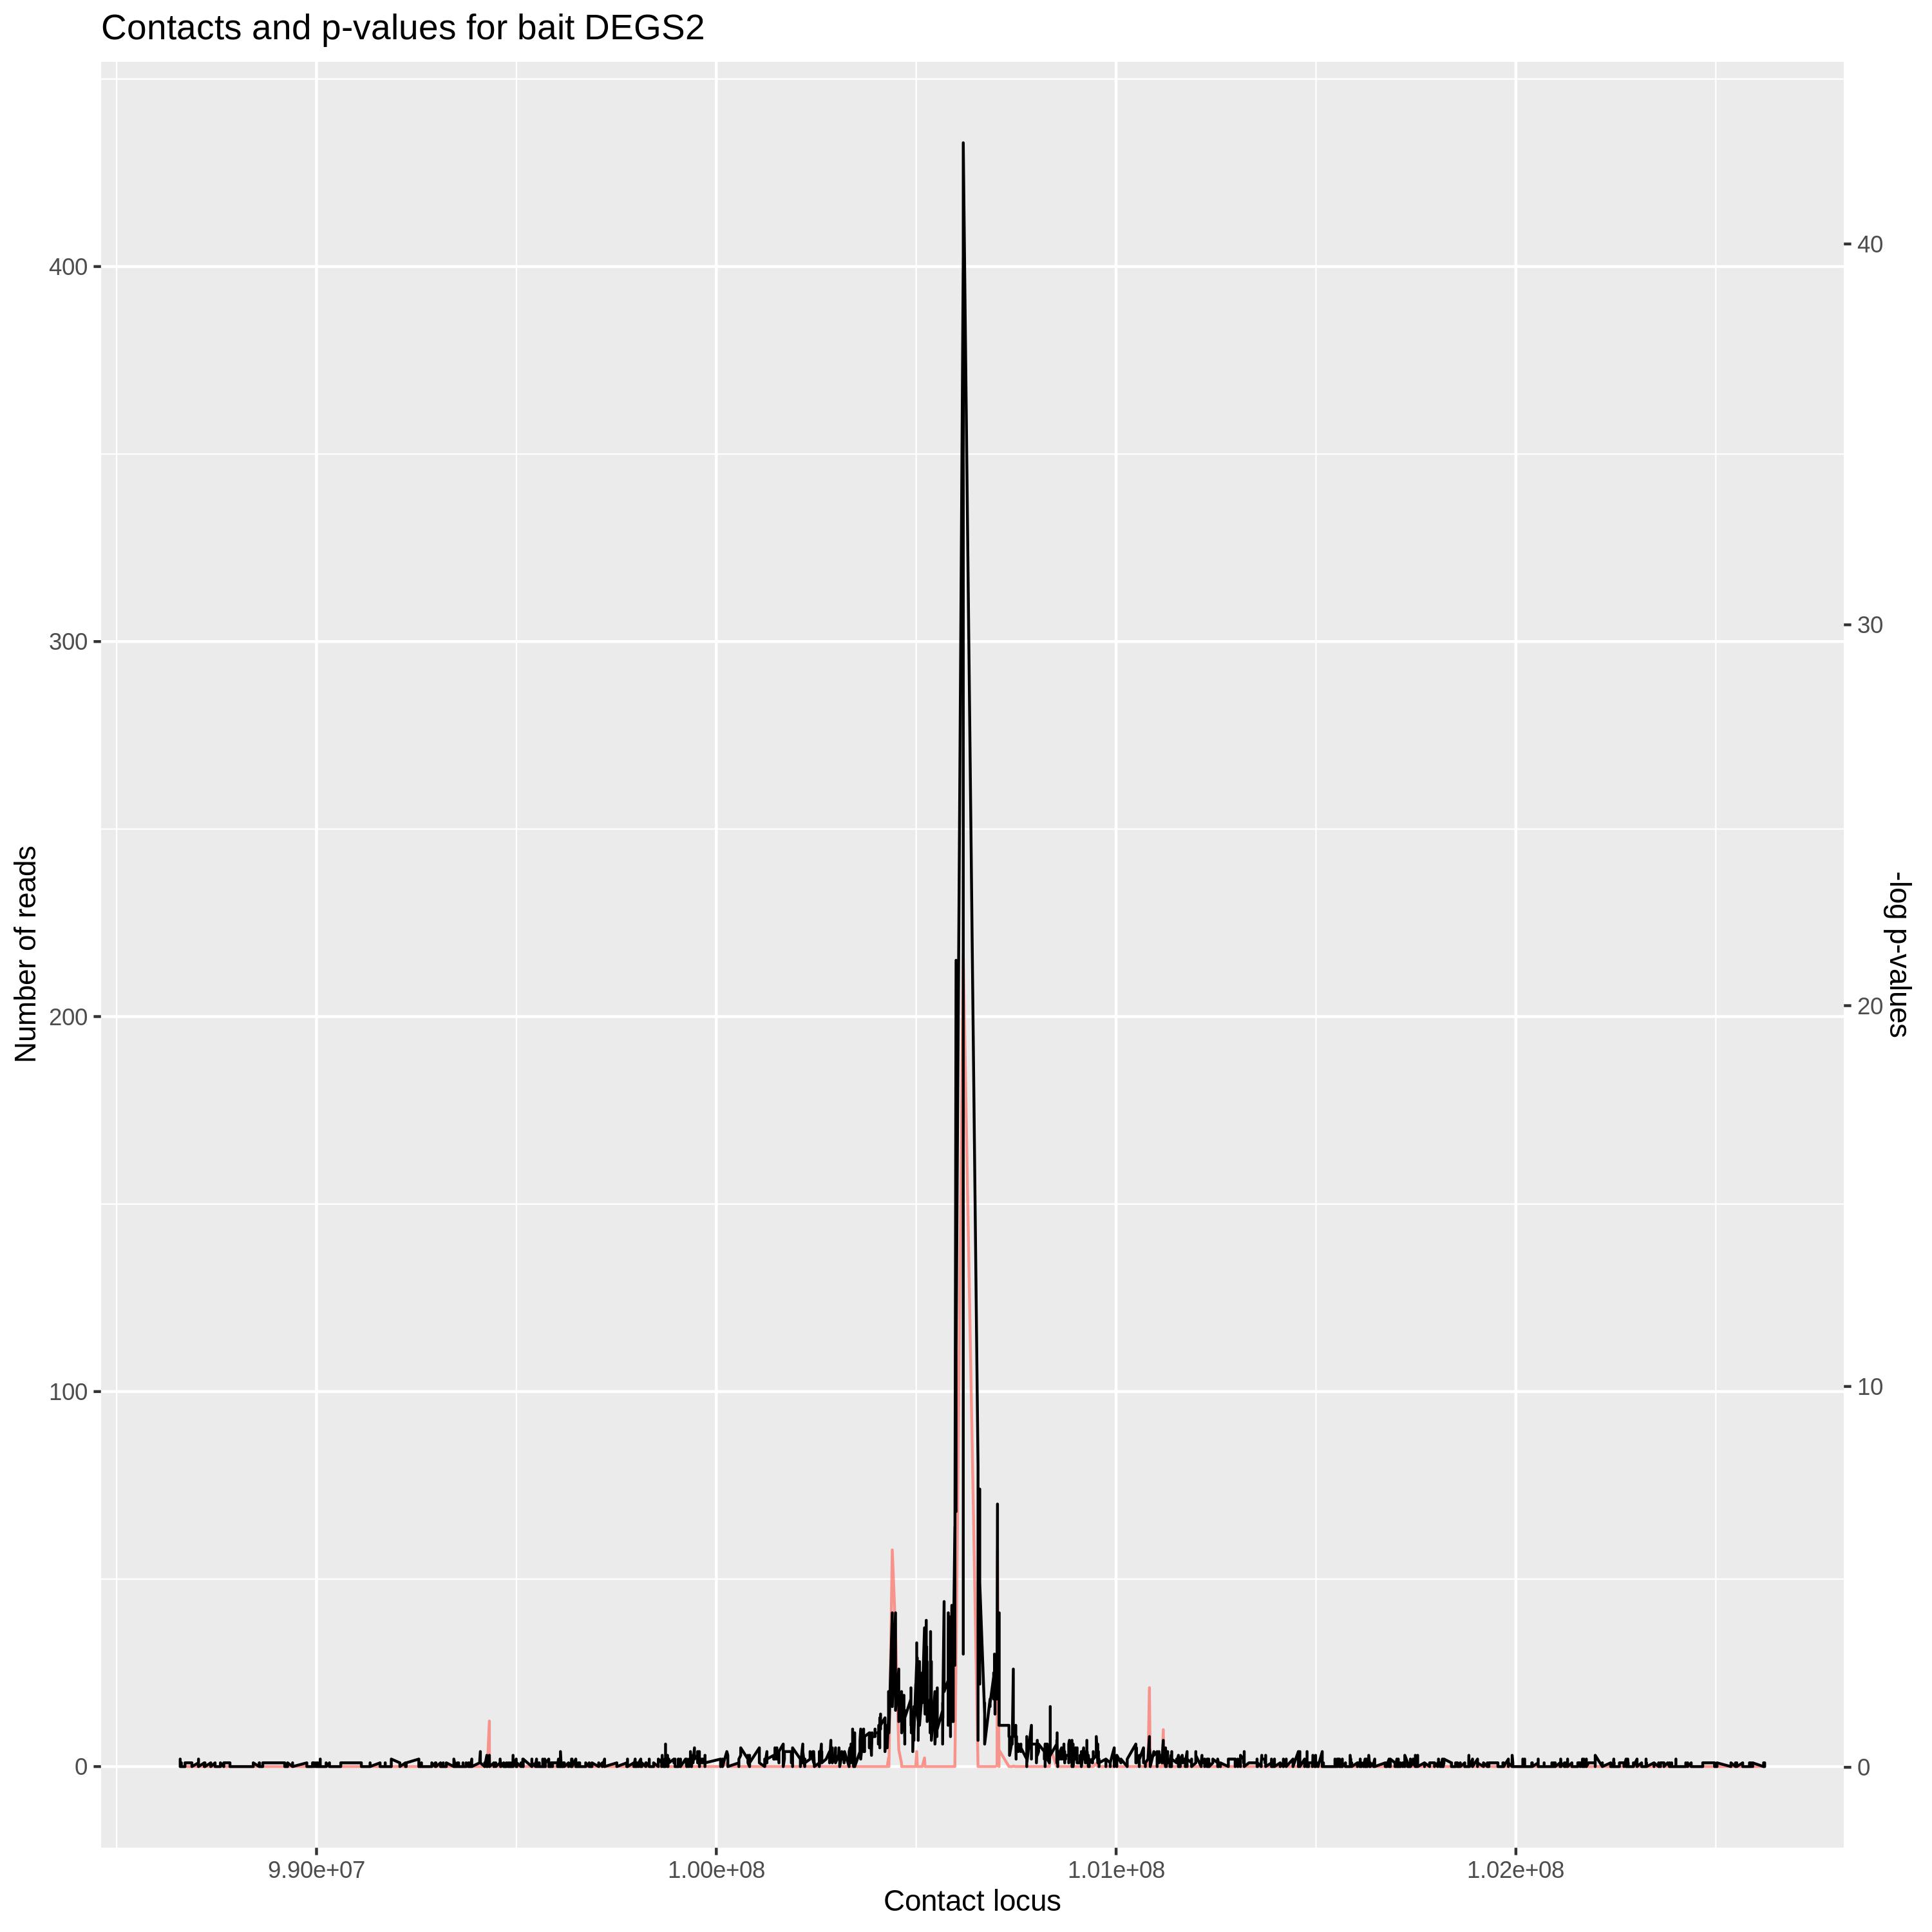 Contacts and p-values for bait DEGS2
Number of reads
400
300
200
100
0
40
30
20
10
0
-log p-values
9.90e+07
1.00e+08
1.01e+08
1.02e+08
Contact locus